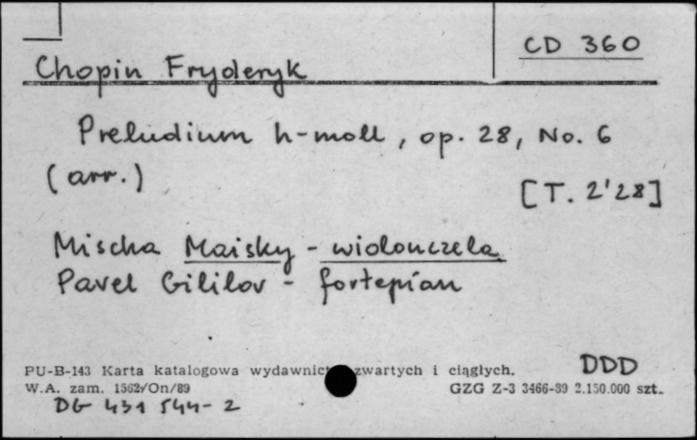 CD 360
Chopin Fryderyk
Preludium h-moll, op. 28, No. 6
(arr.)
[T. 2'28]
Mischa Maisky - wiolonczela
Pavel Gililov - fortepian
DDD
PU-B-143 Karta katalogowa wydawnict zwartych i ciągłych.
W.A. zam. 1562/On/89 GZG Z-3 3466-89 2.150.000 szt.
DG 431 544-2